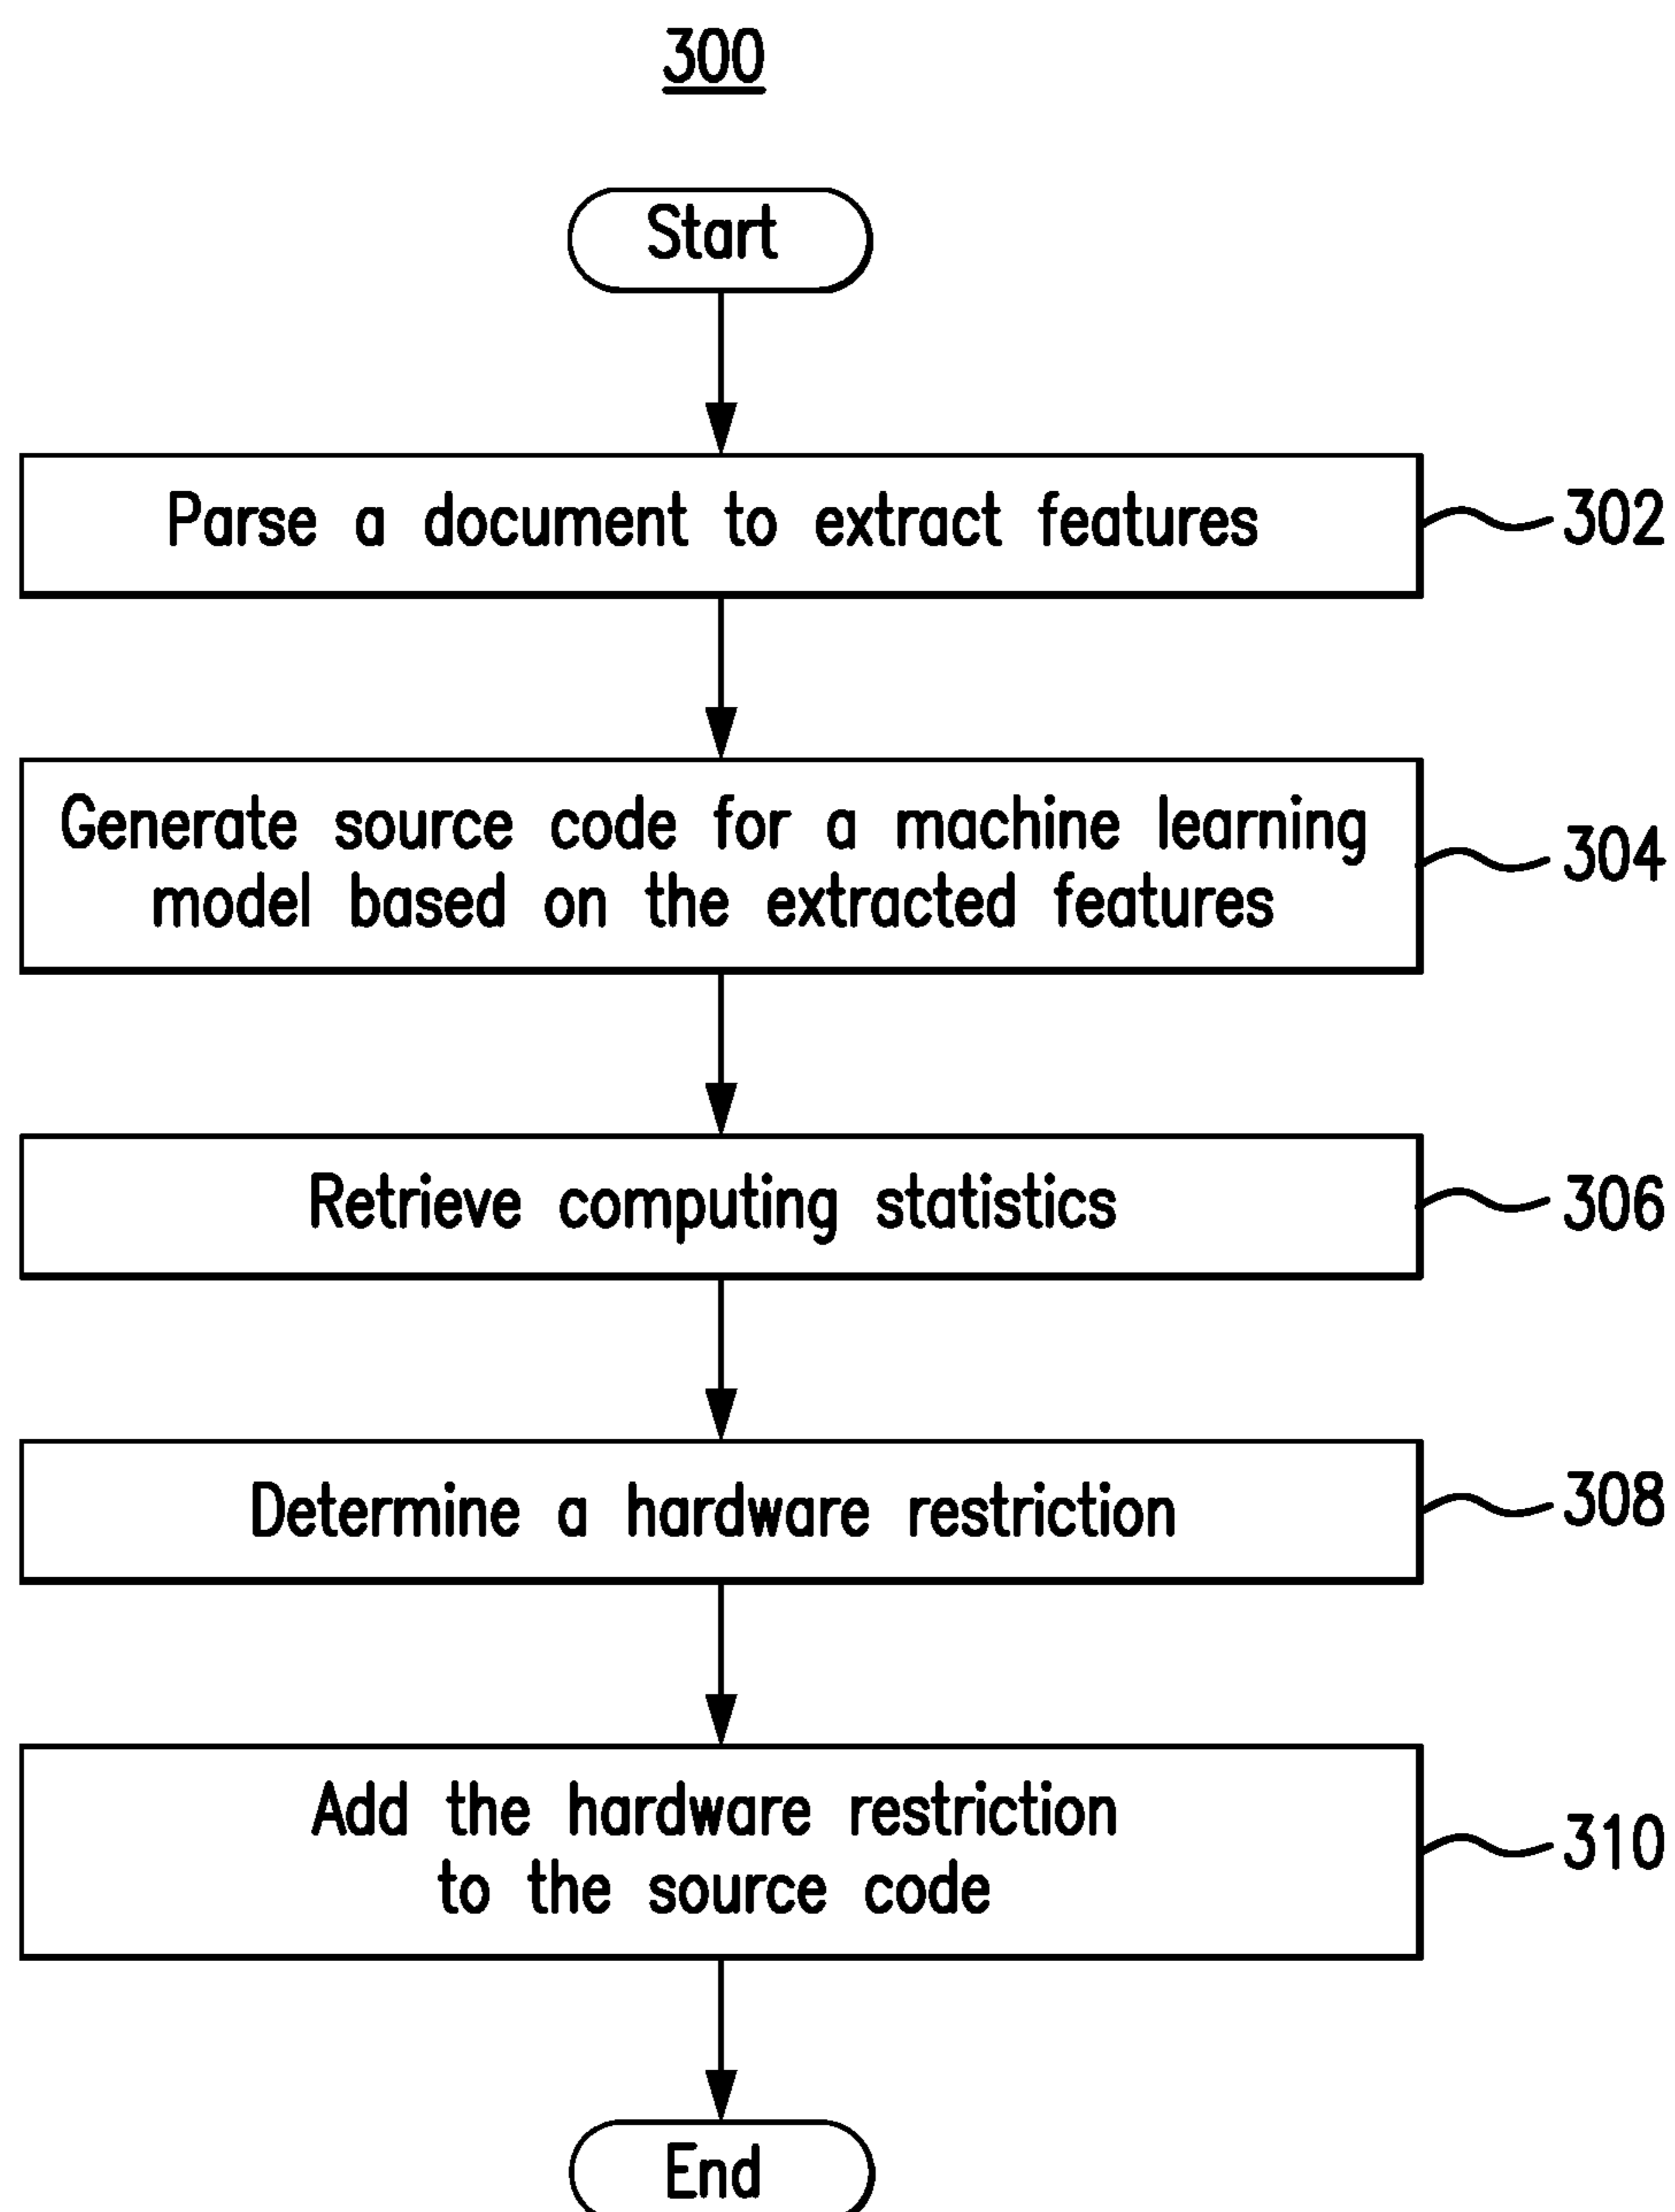 300
Start
Parse a document to extract features
302
Generate source code for a machine learning
model based on the extracted features
304
Retrieve computing statistics
306
Determine a hardware restriction
308
Add the hardware restriction
to the source code
310
End